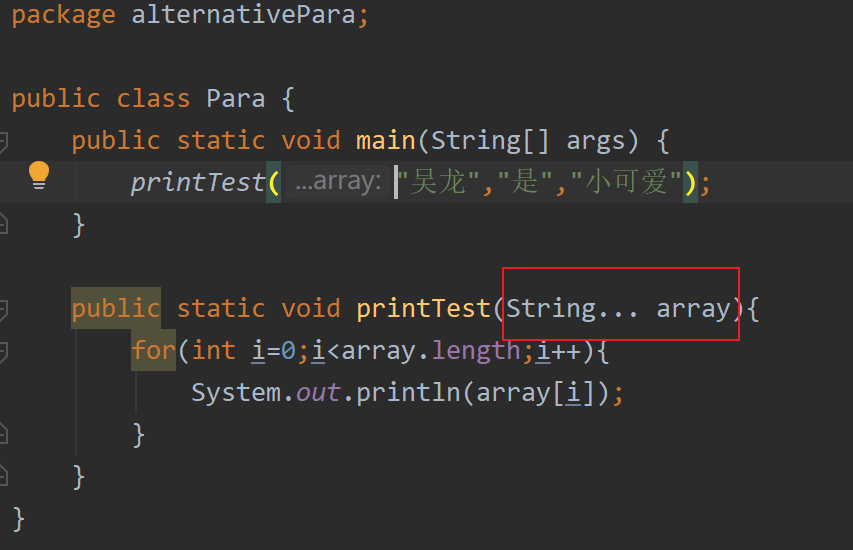 package alternativePara;
public class Para {
public static void main(String[] args) {
printTest( ...array: "吴龙","是","小可爱");
}
public static void printTest(String... array){
for(int i=0;i<array.length;i++){
System.out.println(array[i]);
}
}
}